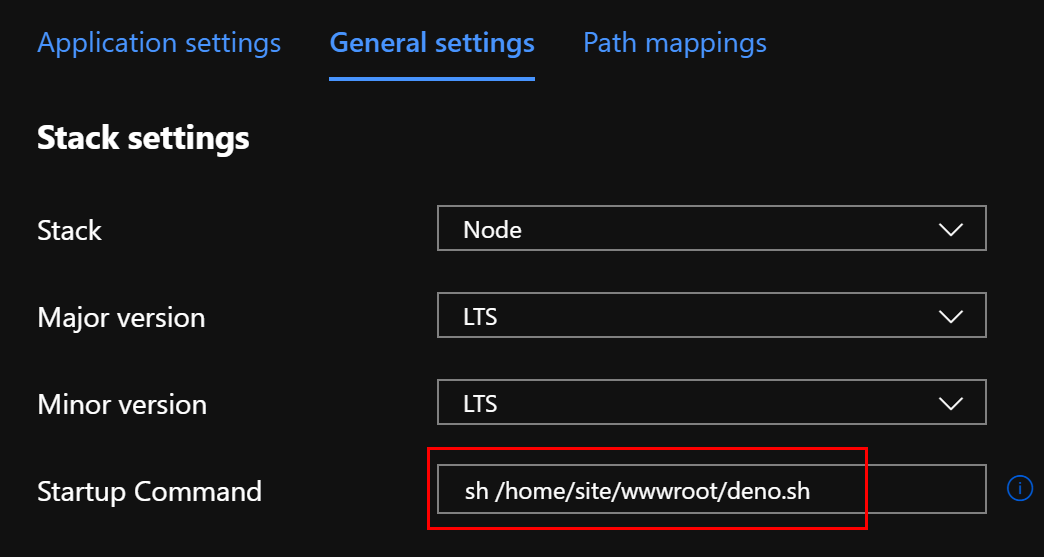 Application settings General settings Path mappings
Stack settings
Stack Node
Major version LTS
Minor version LTS
Startup Command sh /home/site/wwwroot/deno.sh